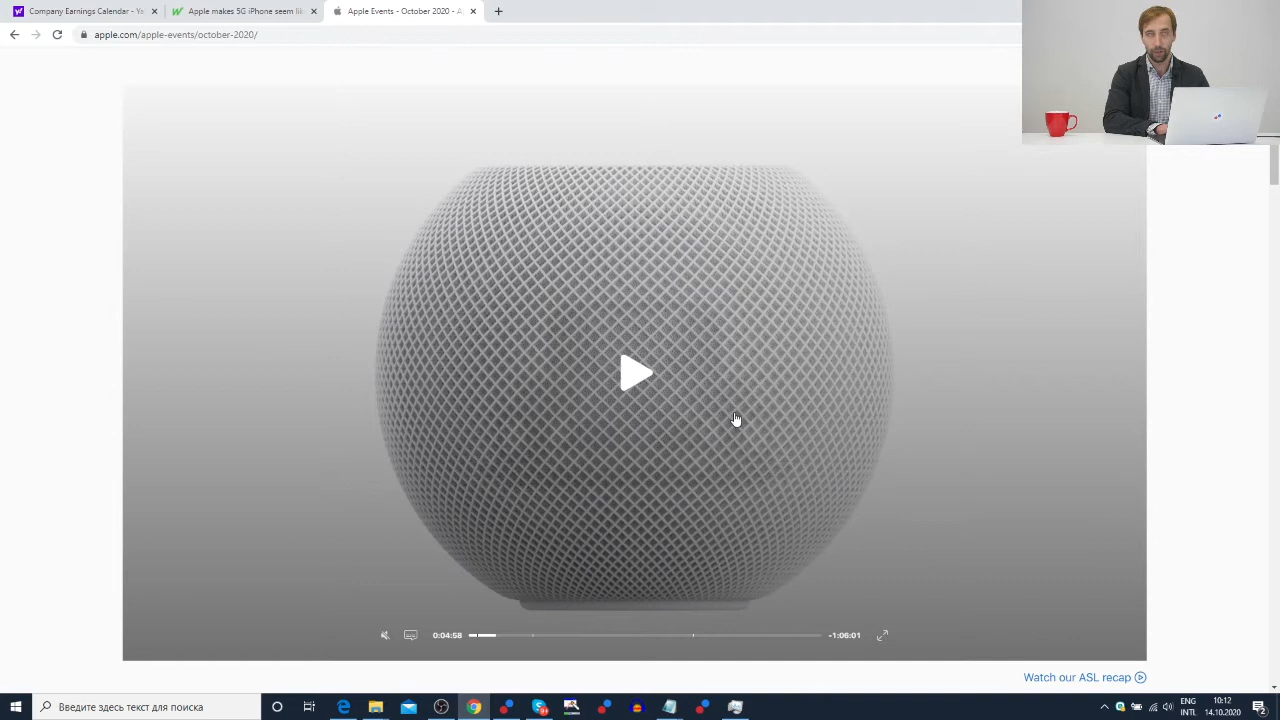 Company Earnings Calendar - Ya
Apple makes 5G iPhone seem lik
Apple Events - October 2020 - A
apple.com/apple-events/october-2020/
0:04:58
-1:06:01
Watch our ASL recap
Введите здесь текст для поиска
ENG
INTL
10:12
14.10.2020
2